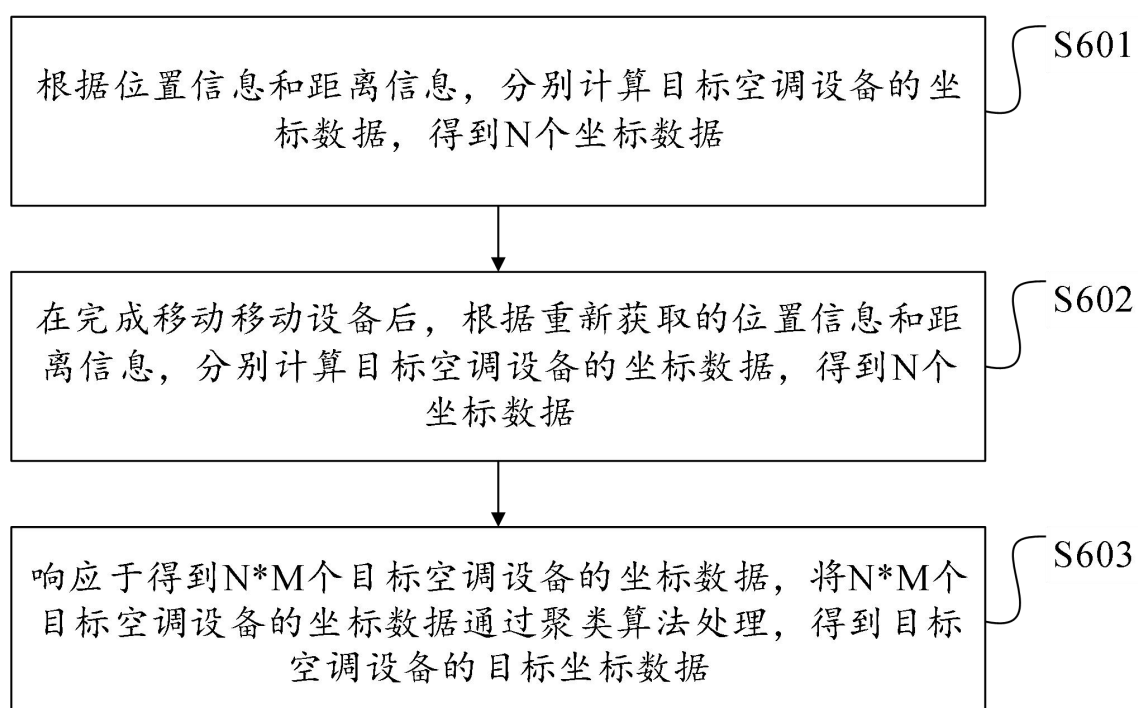 根据位置信息和距离信息，分别计算目标空调设备的坐
标数据，得到N个坐标数据
S601
在完成移动移动设备后，根据重新获取的位置信息和距
离信息，分别计算目标空调设备的坐标数据，得到N个
坐标数据
S602
响应于得到N*M个目标空调设备的坐标数据，将N*M个
目标空调设备的坐标数据通过聚类算法处理，得到目标
空调设备的目标坐标数据
S603